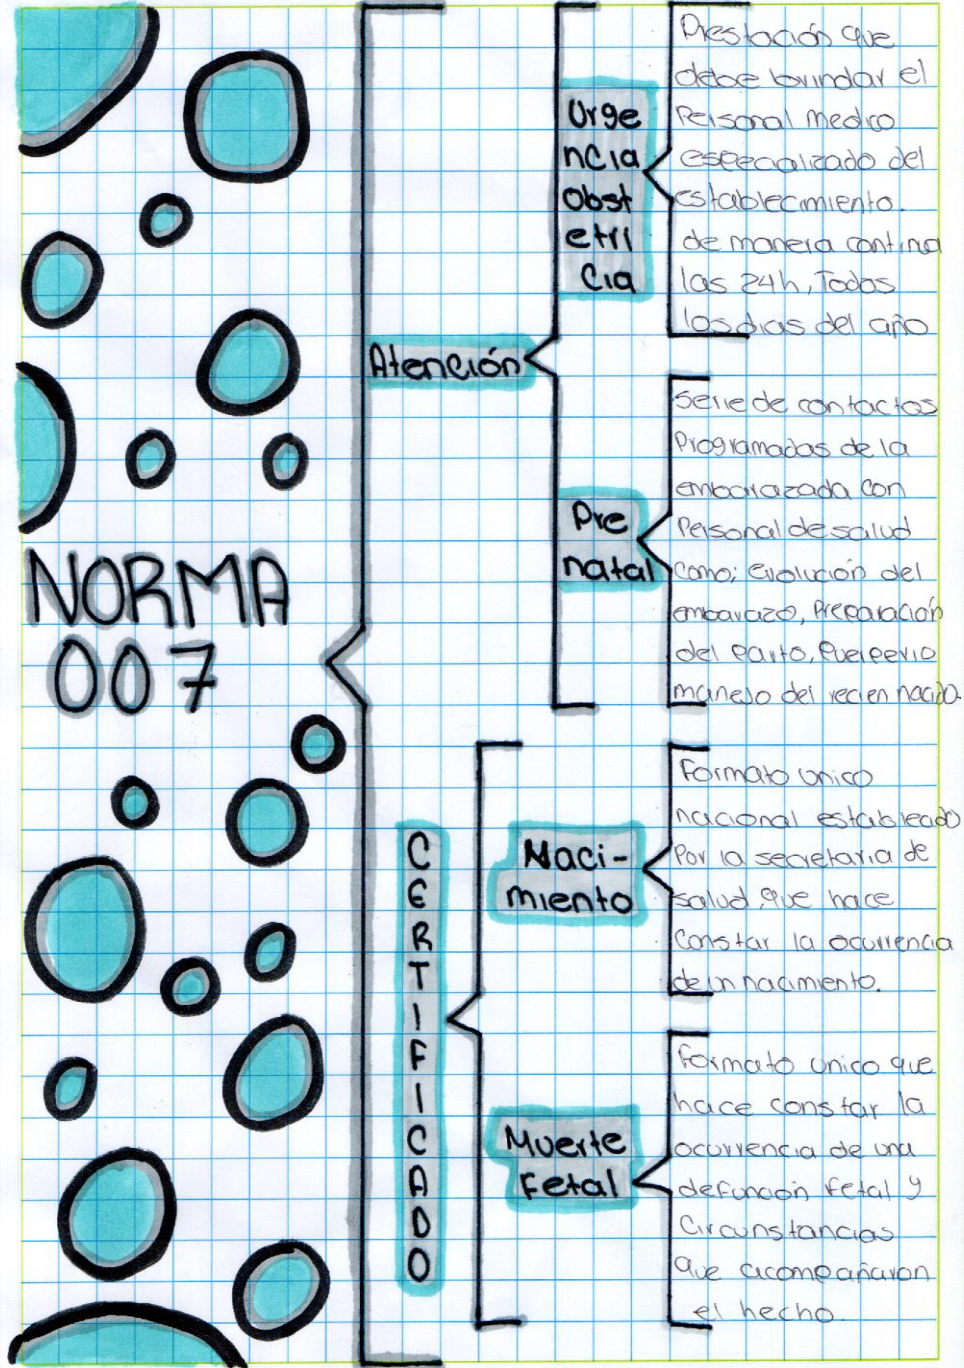 NORMA
007
Atención
Urge
ncia
obst
etri
cia
Prestación que
debe brindar el
Personal medico
especializado del
establecimiento.
de manera continua
las 24h, Todos
los dias del año
Pre
natal
Serie de contactos
Programadas de la
embarazada con
Personal de salud
como; evolución del
embarazo, Preparación
del parto, Puerperio
manejo del recien nacido.
C
E
R
T
I
F
I
C
A
D
O
Naci-
miento
Formato unico
nacional establecido
Por la secretaria de
salud, que hace
constar la ocurrencia
de un nacimiento.
Muerte
Fetal
Formato unico que
hace constar la
ocurrencia de una
defunción Fetal y
Circunstancias
que acompañaron
el hecho.